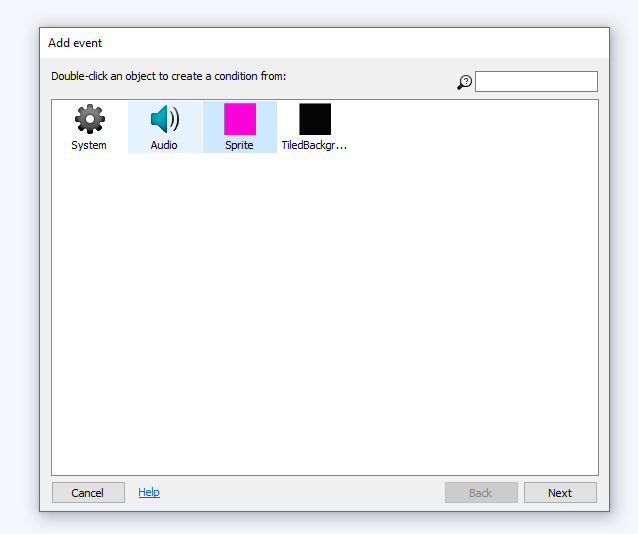 Add event
Double-click an object to create a condition from:
System Audio Sprite TiledBackgr...
Cancel Help Back Next